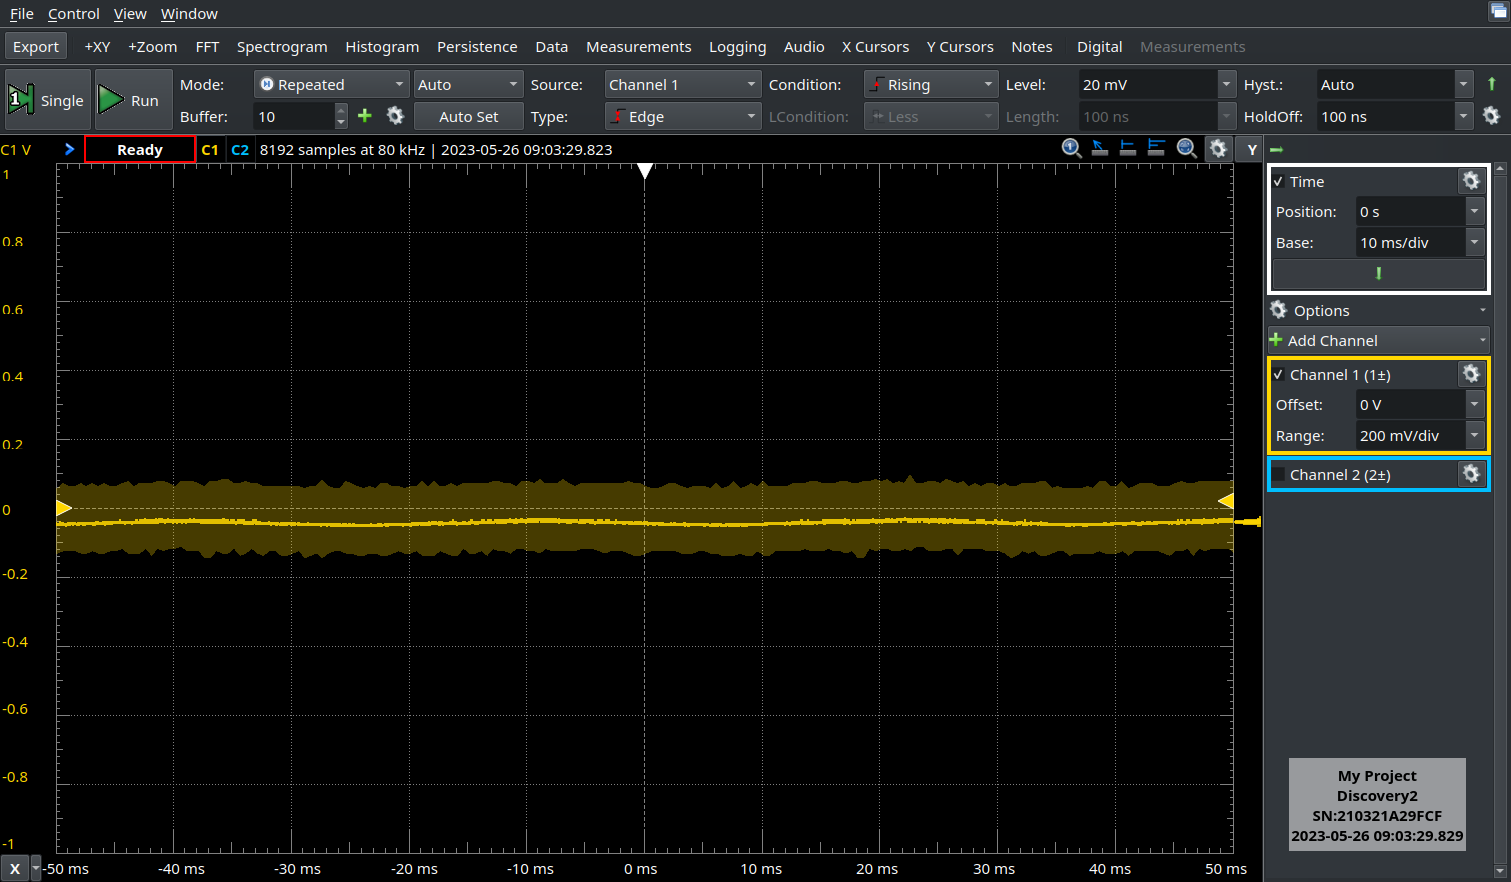 File Control View Window
Export +XY +Zoom FFT Spectrogram Histogram Persistence Data Measurements Logging Audio X Cursors Y Cursors Notes Digital Measurements
1 Single Run Mode: Repeated Auto Source: Channel 1 Condition: Rising Level: 20 mV Hyst.: Auto
Buffer: 10 Auto Set Type: Edge LCondition: Less Length: 100 ns HoldOff: 100 ns
C1 V Ready C1 C2 8192 samples at 80 kHz | 2023-05-26 09:03:29.823 Y
1
0.8
0.6
0.4
0.2
0
-0.2
-0.4
-0.6
-0.8
-1
X -50 ms -40 ms -30 ms -20 ms -10 ms 0 ms 10 ms 20 ms 30 ms 40 ms 50 ms
Time
Position: 0 s
Base: 10 ms/div
Options
Add Channel
Channel 1 (1±)
Offset: 0 V
Range: 200 mV/div
Channel 2 (2±)
My Project
Discovery2
SN:210321A29FCF
2023-05-26 09:03:29.829